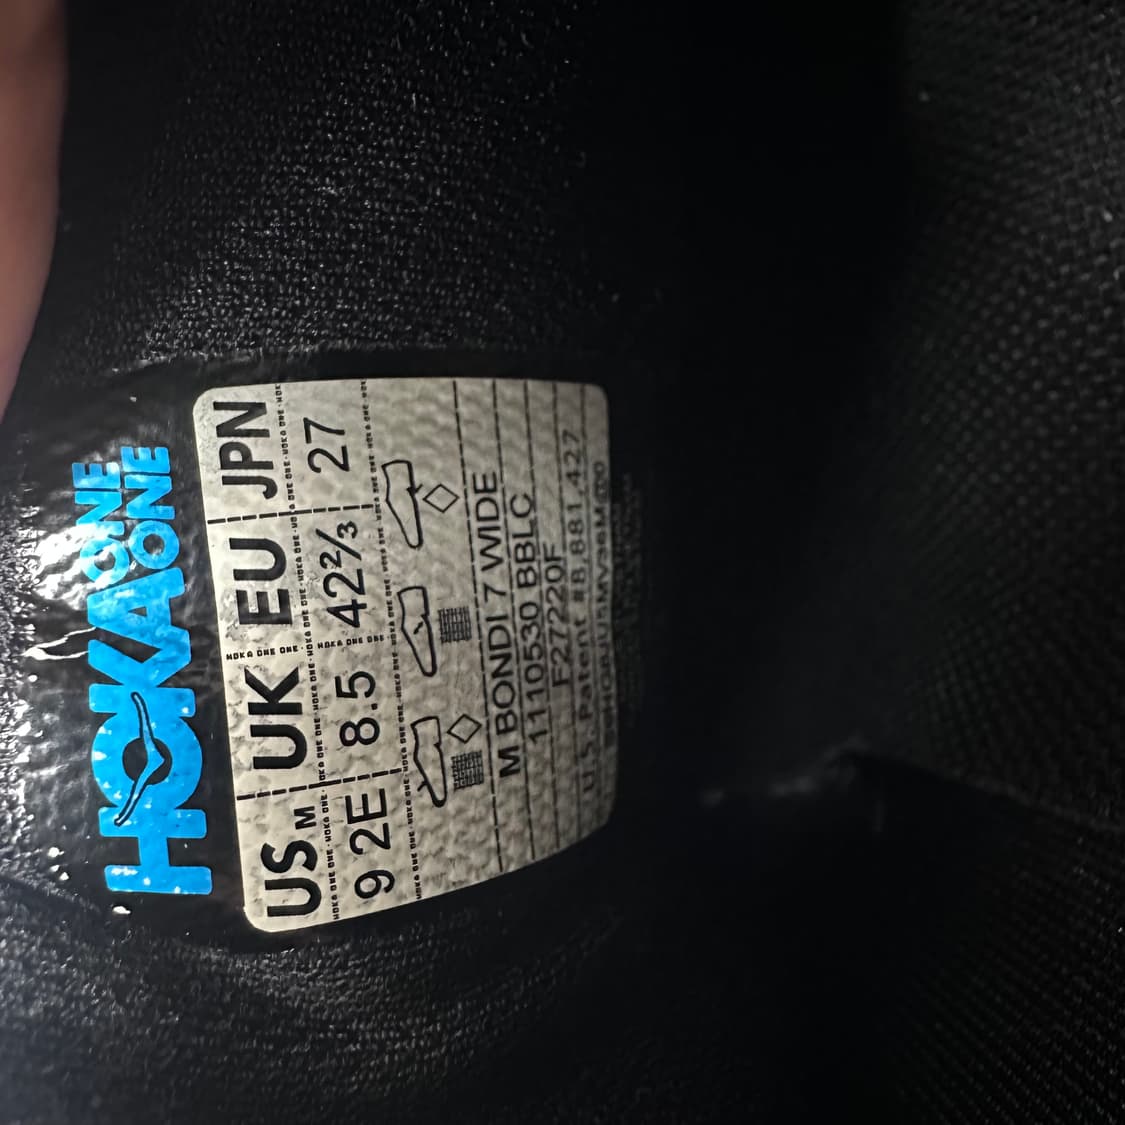 HOKA ONE ONE
US M UK EU JPN
9 2E 8.5 42⅔ 27
M BONDI 7 WIDE
1110530 BBLC
F27220F
U.S. Patent #8,881,427